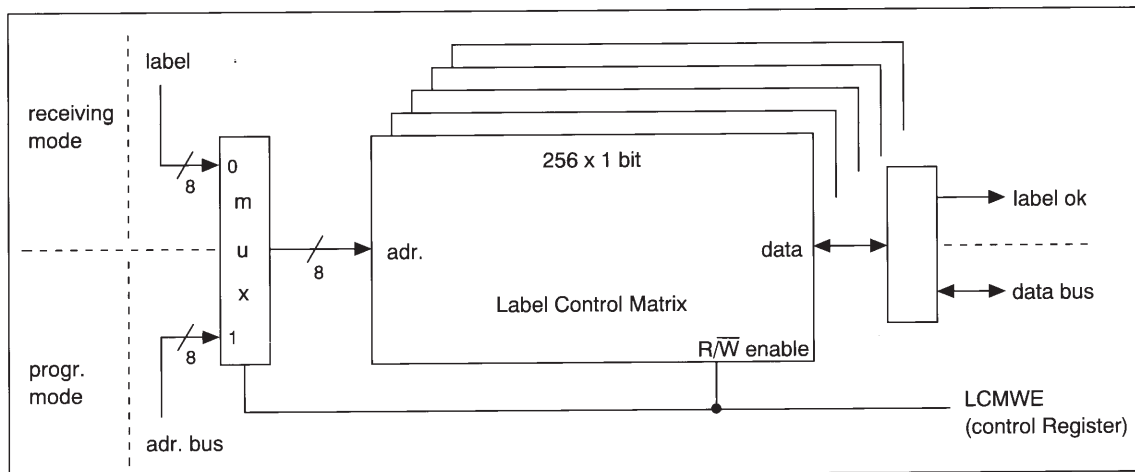 label
receiving
mode
8
0
m
u
x
1
8
8
progr.
mode
adr. bus
256 x 1 bit
adr.
data
Label Control Matrix
R/W̅ enable
label ok
data bus
LCMWE
(control Register)